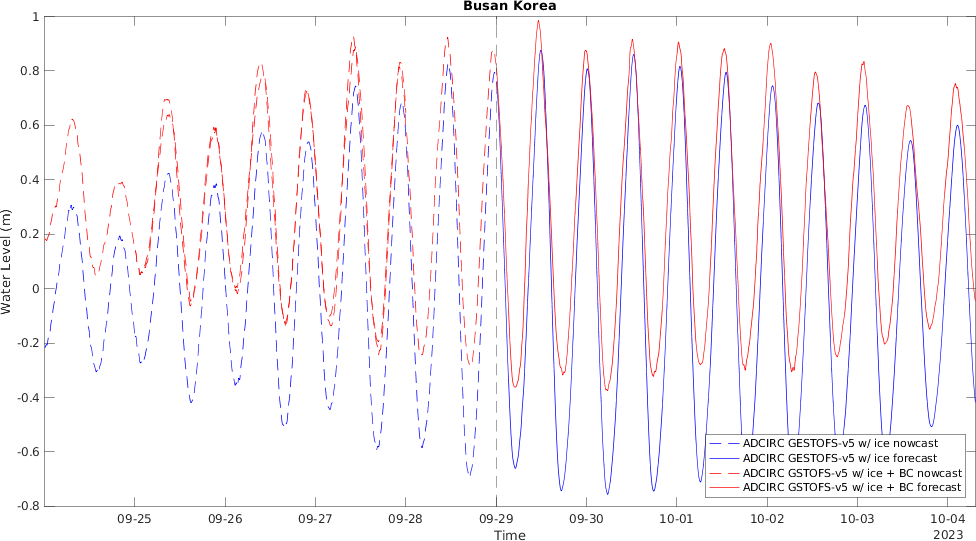 Busan Korea
Water Level (m)
1
0.8
0.6
0.4
0.2
0
-0.2
-0.4
-0.6
-0.8
ADCIRC GESTOFS-v5 w/ ice nowcast
ADCIRC GESTOFS-v5 w/ ice forecast
ADCIRC GSTOFS-v5 w/ ice + BC nowcast
ADCIRC GSTOFS-v5 w/ ice + BC forecast
09-25 09-26 09-27 09-28 09-29 09-30 10-01 10-02 10-03 10-04
Time
2023